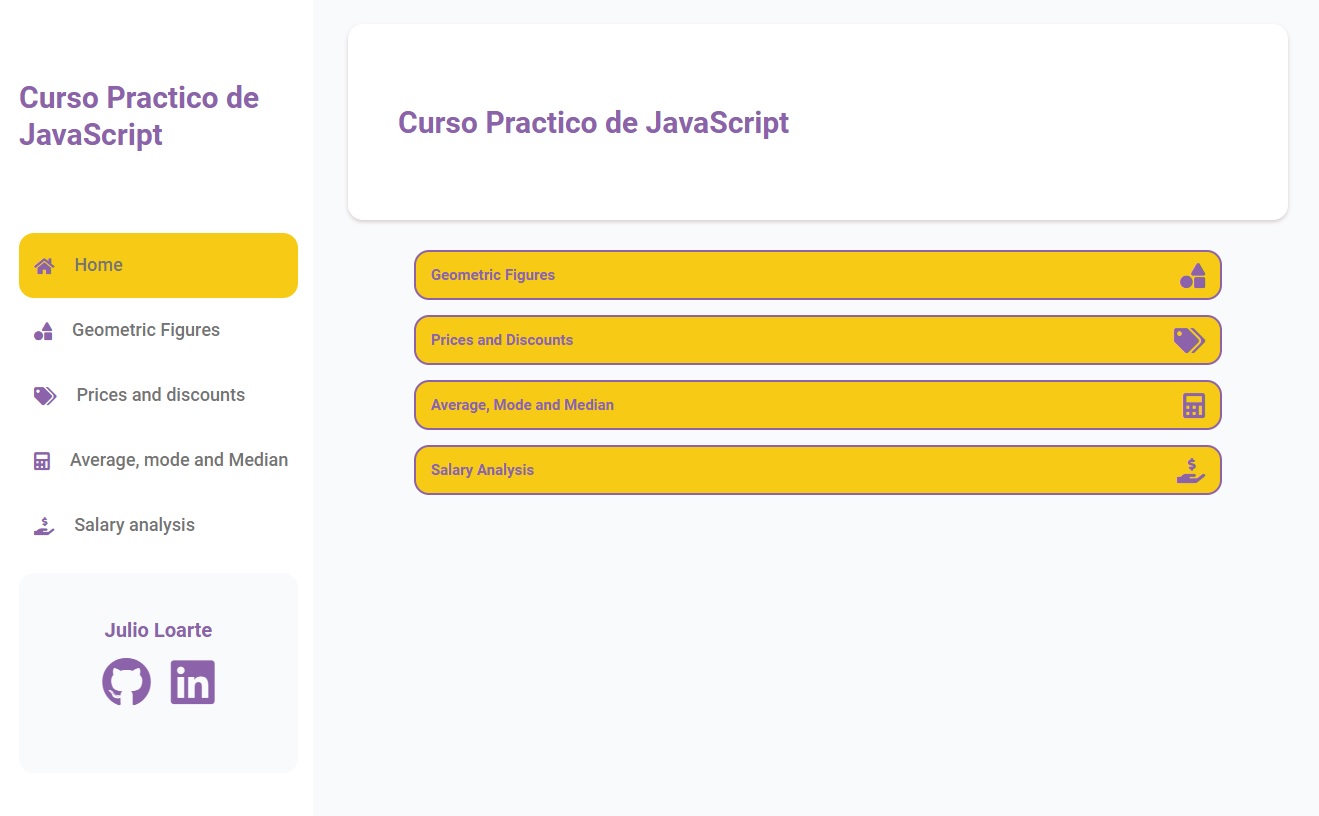 Curso Practico de
JavaScript
Home
Geometric Figures
Prices and discounts
Average, mode and Median
Salary analysis
Julio Loarte
Curso Practico de JavaScript
Geometric Figures
Prices and Discounts
Average, Mode and Median
Salary Analysis